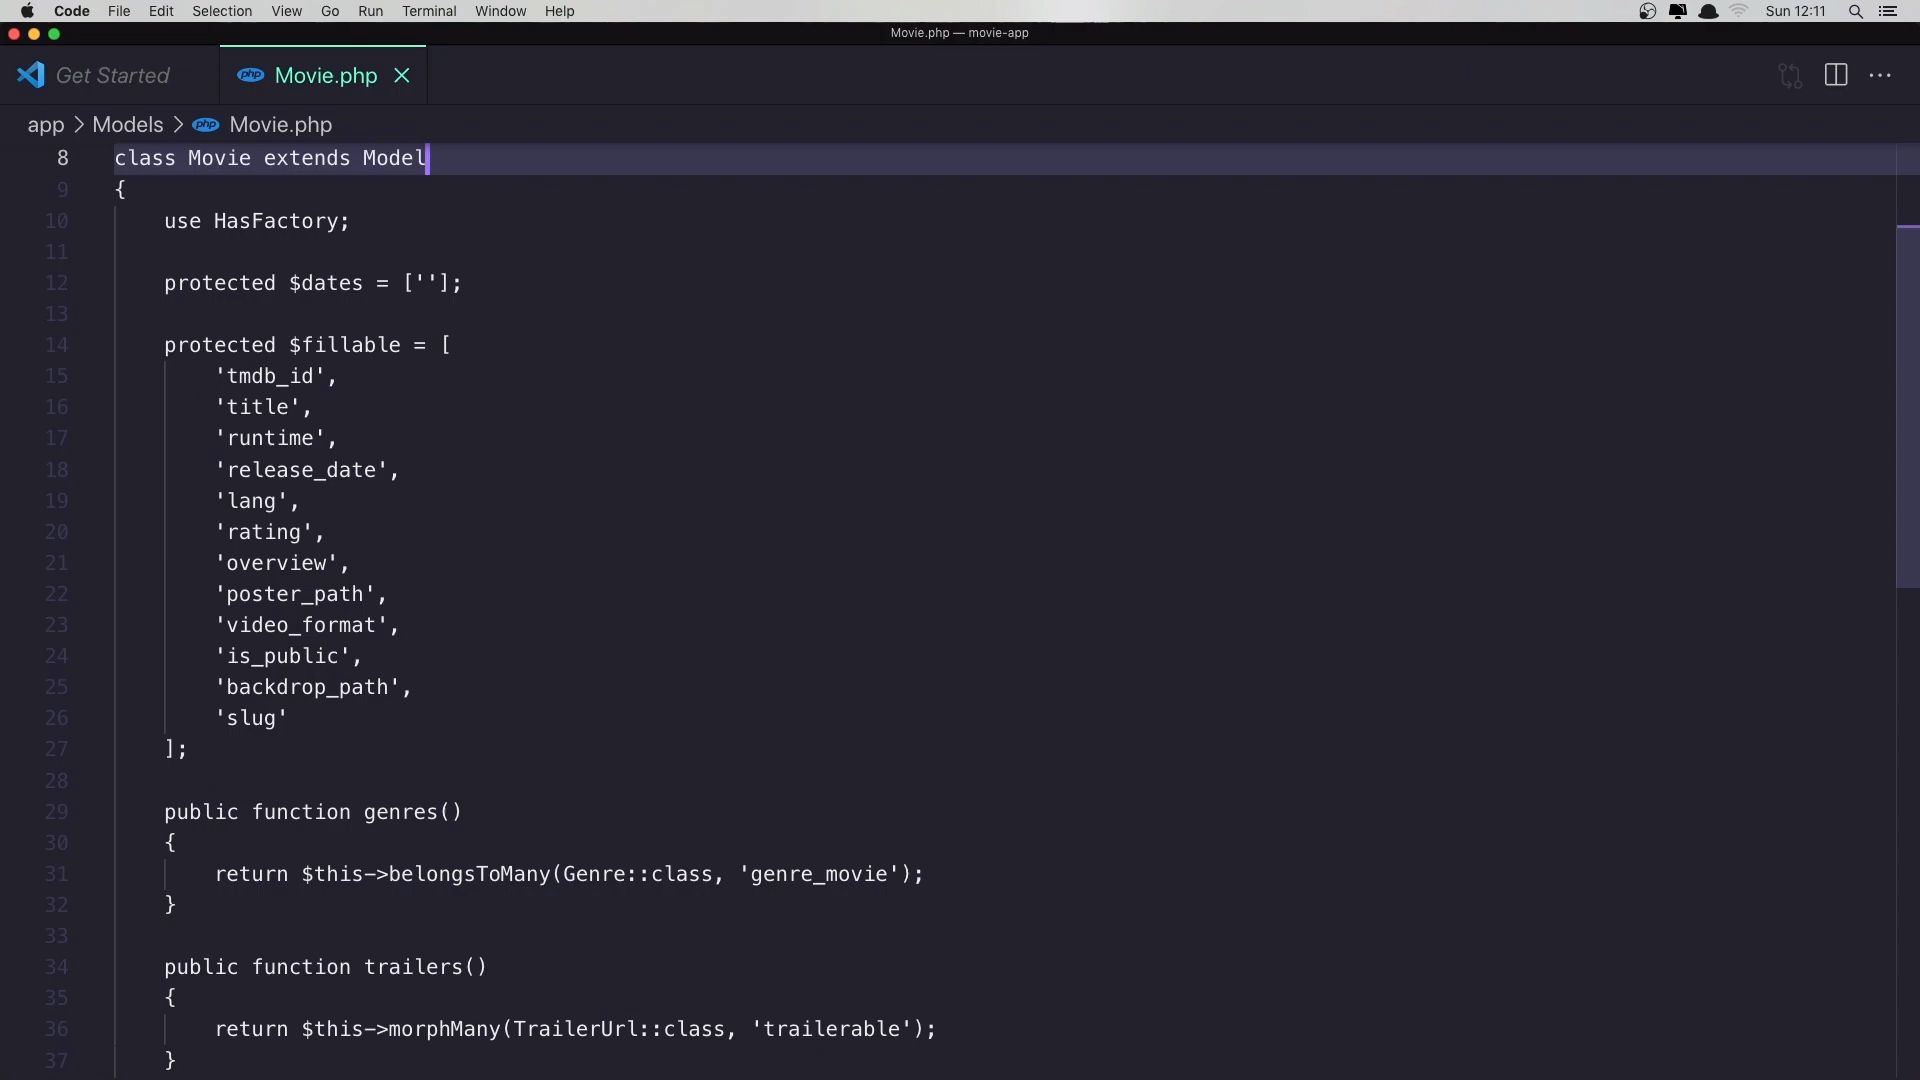 Code File Edit Selection View Go Run Terminal Window Help Sun 12:11
Movie.php — movie-app
Get Started php Movie.php
app > Models > php Movie.php
8 class Movie extends Model
9 {
10 use HasFactory;
11
12 protected $dates = [''];
13
14 protected $fillable = [
15 'tmdb_id',
16 'title',
17 'runtime',
18 'release_date',
19 'lang',
20 'rating',
21 'overview',
22 'poster_path',
23 'video_format',
24 'is_public',
25 'backdrop_path',
26 'slug'
27 ];
28
29 public function genres()
30 {
31 return $this->belongsToMany(Genre::class, 'genre_movie');
32 }
33
34 public function trailers()
35 {
36 return $this->morphMany(TrailerUrl::class, 'trailerable');
37 }